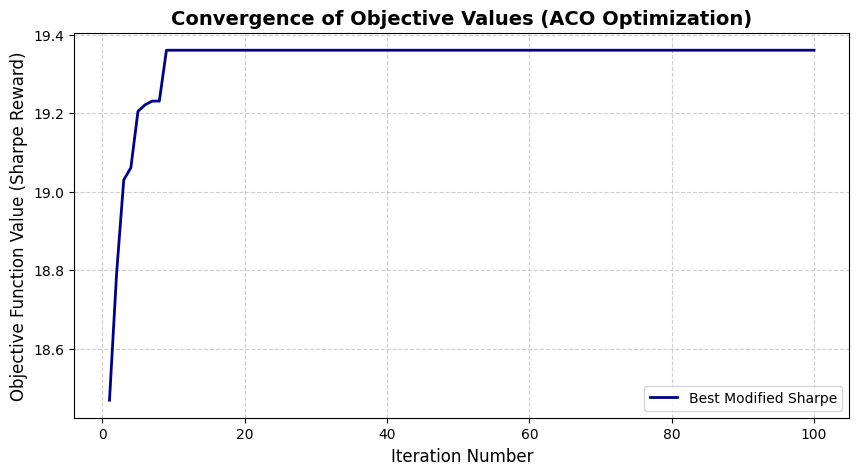 Convergence of Objective Values (ACO Optimization)
Objective Function Value (Sharpe Reward)
19.4
19.2
19.0
18.8
18.6
0 20 40 60 80 100
Iteration Number
Best Modified Sharpe